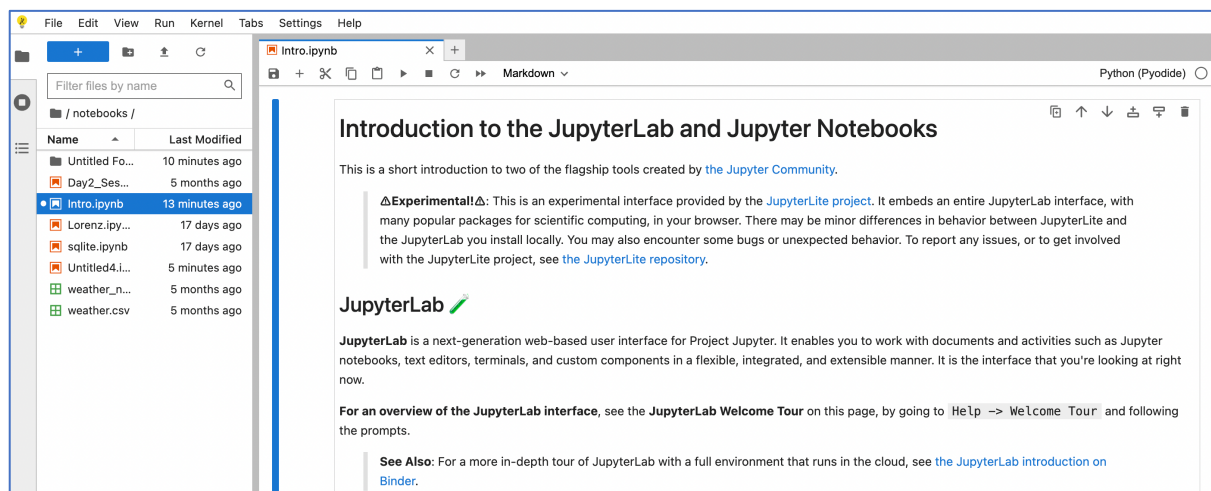 File Edit View Run Kernel Tabs Settings Help
Intro.ipynb
Markdown
Python (Pyodide)
Filter files by name
/ notebooks /
Name Last Modified
Untitled Fo... 10 minutes ago
Day2_Ses... 5 months ago
Intro.ipynb 13 minutes ago
Lorenz.ipy... 17 days ago
sqlite.ipynb 17 days ago
Untitled4.i... 5 minutes ago
weather_n... 5 months ago
weather.csv 5 months ago
Introduction to the JupyterLab and Jupyter Notebooks
This is a short introduction to two of the flagship tools created by the Jupyter Community.
⚠Experimental!⚠: This is an experimental interface provided by the JupyterLite project. It embeds an entire JupyterLab interface, with
many popular packages for scientific computing, in your browser. There may be minor differences in behavior between JupyterLite and
the JupyterLab you install locally. You may also encounter some bugs or unexpected behavior. To report any issues, or to get involved
with the JupyterLite project, see the JupyterLite repository.
JupyterLab 🧪
JupyterLab is a next-generation web-based user interface for Project Jupyter. It enables you to work with documents and activities such as Jupyter
notebooks, text editors, terminals, and custom components in a flexible, integrated, and extensible manner. It is the interface that you're looking at right
now.
For an overview of the JupyterLab interface, see the JupyterLab Welcome Tour on this page, by going to Help -> Welcome Tour and following
the prompts.
See Also: For a more in-depth tour of JupyterLab with a full environment that runs in the cloud, see the JupyterLab introduction on
Binder.